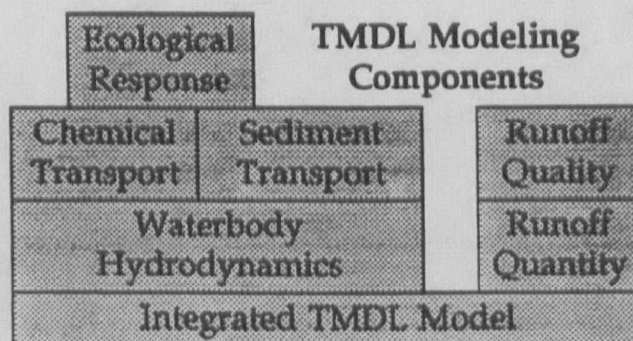 Ecological
Response
TMDL Modeling
Components
Chemical
Transport
Sediment
Transport
Runoff
Quality
Waterbody
Hydrodynamics
Runoff
Quantity
Integrated TMDL Model